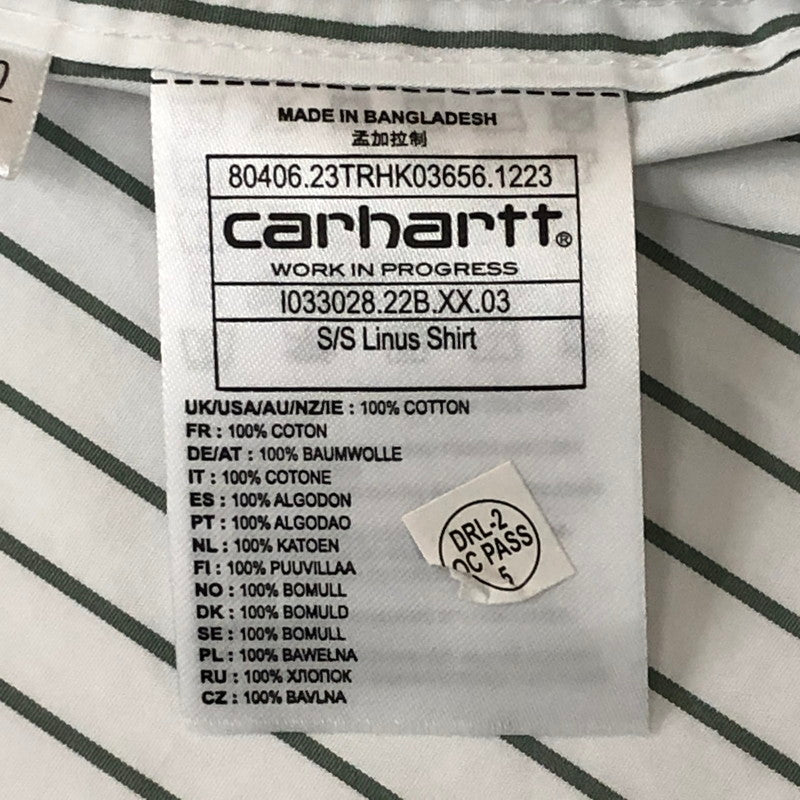 MADE IN BANGLADESH
孟加拉制
80406.23TRHK03656.1223
carhartt®
WORK IN PROGRESS
I033028.22B.XX.03
S/S Linus Shirt
UK/USA/AU/NZ/IE : 100% COTTON
FR : 100% COTON
DE/AT : 100% BAUMWOLLE
IT : 100% COTONE
ES : 100% ALGODON
PT : 100% ALGODAO
NL : 100% KATOEN
FI : 100% PUUVILLAA
NO : 100% BOMULL
DK : 100% BOMULD
SE : 100% BOMULL
PL : 100% BAWEŁNA
RU : 100% ХЛОПОК
CZ : 100% BAVLNA
DRL-2
QC PASS
5